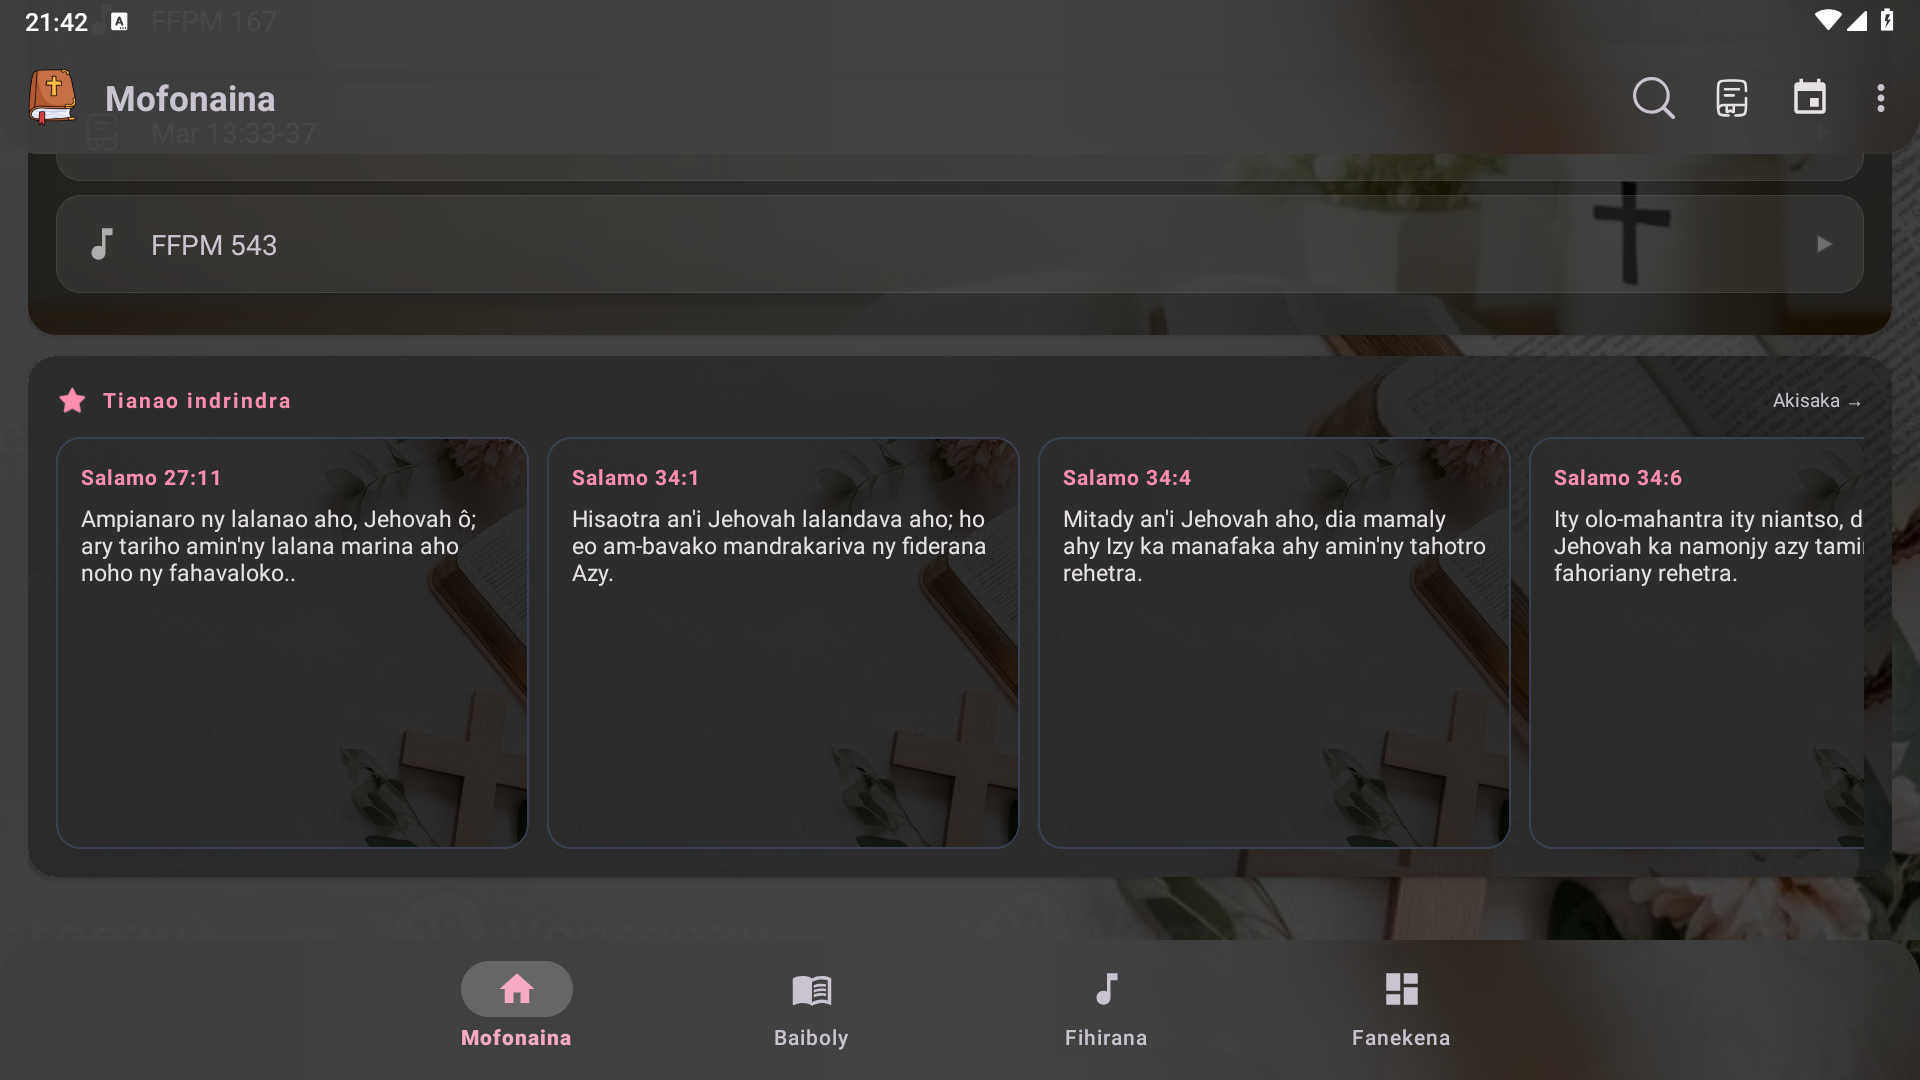 21:42
FFPM 167
Mofonaina
Mar 13:33-37
FFPM 543
Tianao indrindra
Akisaka →
Salamo 27:11
Ampianaro ny lalanao aho, Jehovah ô;
ary tariho amin'ny lalana marina aho
noho ny fahavaloko..
Salamo 34:1
Hisaotra an'i Jehovah lalandava aho; ho
eo am-bavako mandrakariva ny fiderana
Azy.
Salamo 34:4
Mitady an'i Jehovah aho, dia mamaly
ahy Izy ka manafaka ahy amin'ny tahotro
rehetra.
Salamo 34:6
Ity olo-mahantra ity niantso, d
Jehovah ka namonjy azy
fahoriany rehetra.
Mofonaina
Baiboly
Fihirana
Fanekena